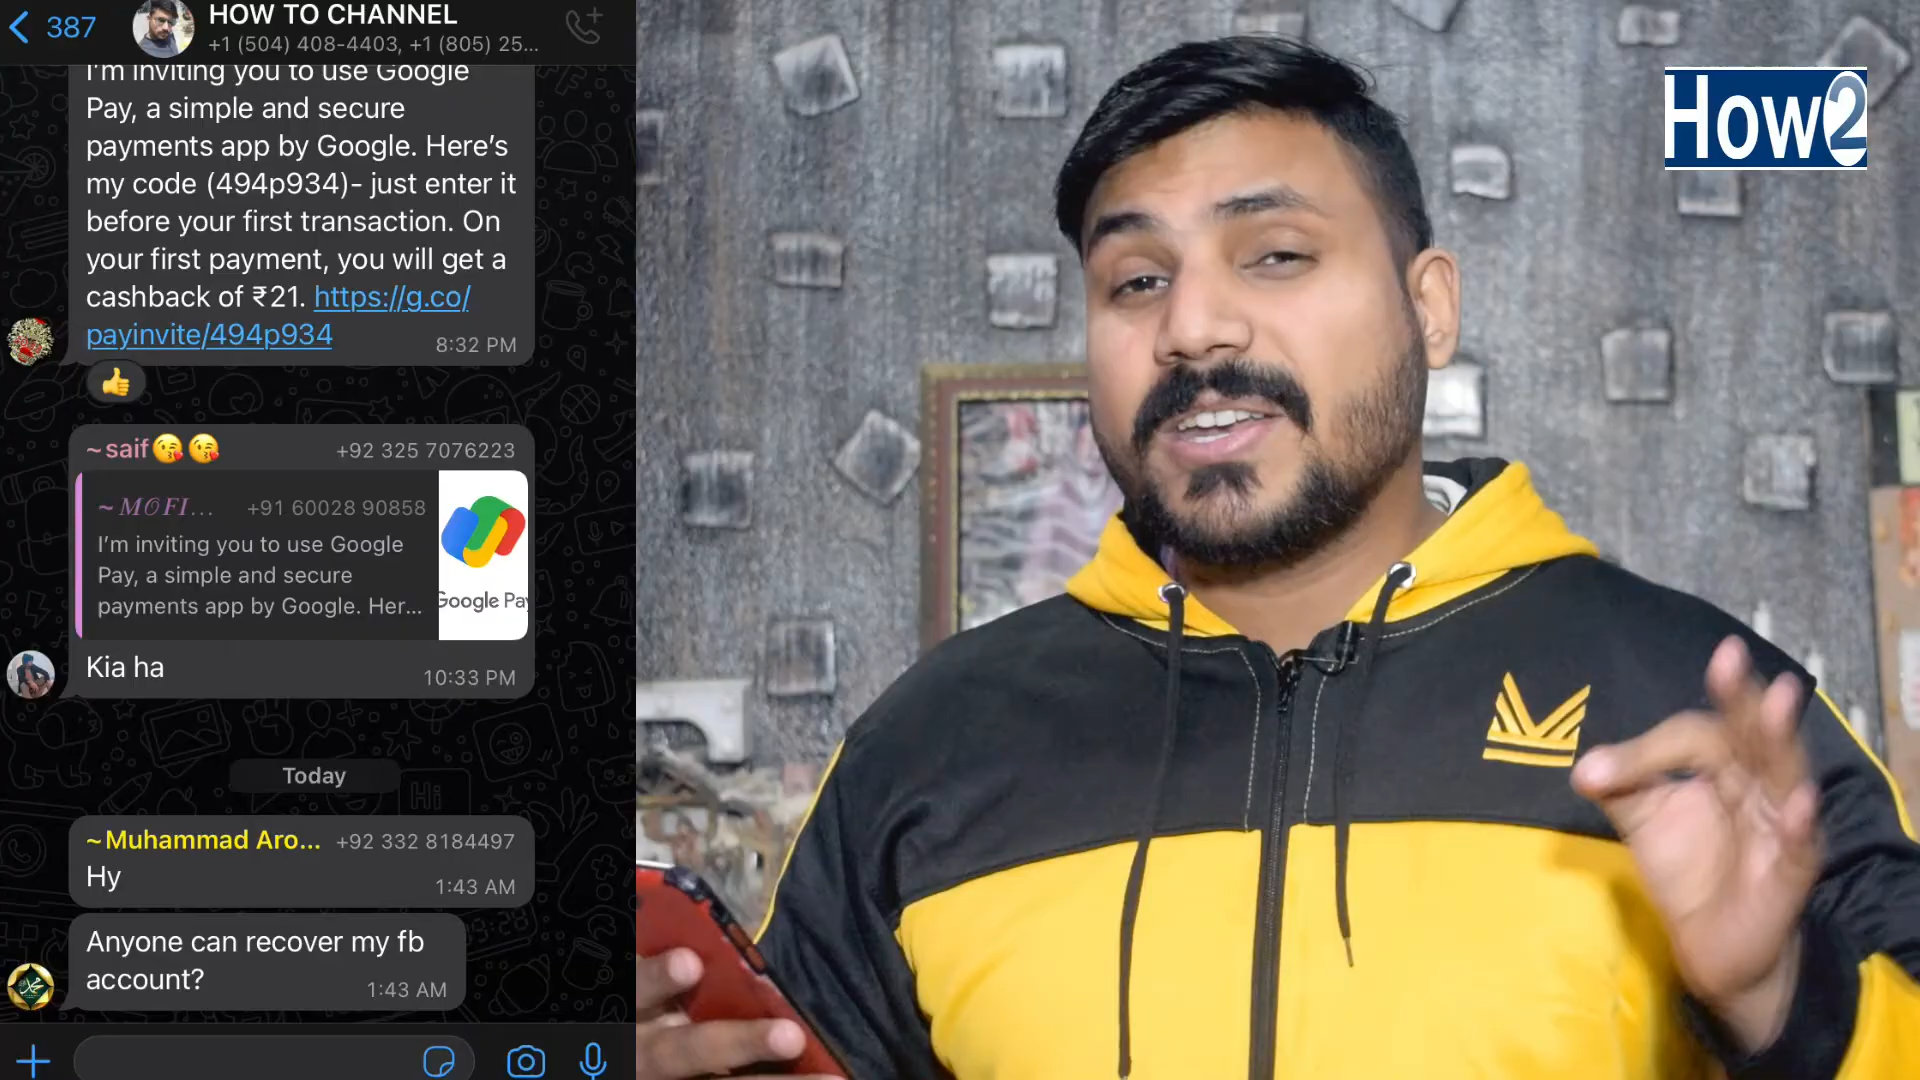 387
HOW TO CHANNEL
+1 (504) 408-4403, +1 (805) 25...
I'm inviting you to use Google
Pay, a simple and secure
payments app by Google. Here's
my code (494p934)- just enter it
before your first transaction. On
your first payment, you will get a
cashback of ₹21. https://g.co/
payinvite/494p934
8:32 PM
👍
~saif😘😘 +92 325 7076223
~MOFI... +91 60028 90858
I'm inviting you to use Google
Pay, a simple and secure
payments app by Google. Her...
Google Pay
Kia ha
10:33 PM
Today
~Muhammad Aro... +92 332 8184497
Hy
1:43 AM
Anyone can recover my fb
account?
1:43 AM
How2